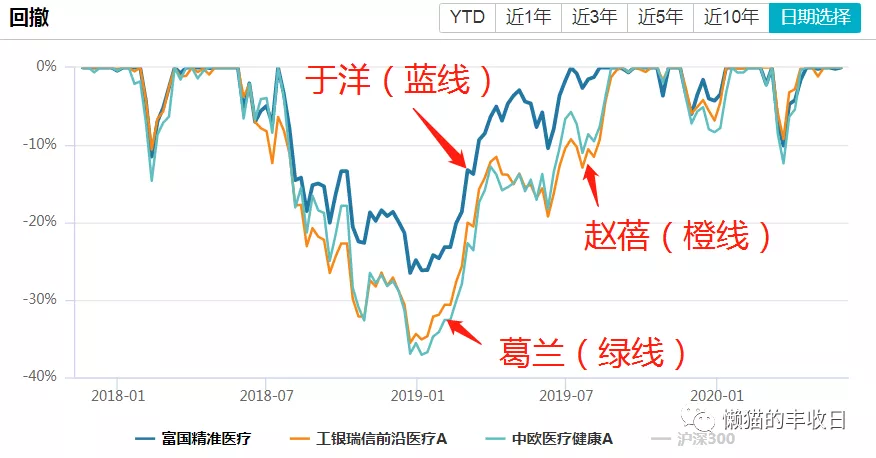 回撤
YTD 近1年 近3年 近5年 近10年 日期选择
0%
于洋（蓝线）
-10%
-20%
赵蓓（橙线）
-30%
葛兰（绿线）
-40%
2018-01 2018-07 2019-01 2019-07 2020-01
懒猫的丰收日
富国精准医疗 工银瑞信前沿医疗A 中欧医疗健康A 沪深300